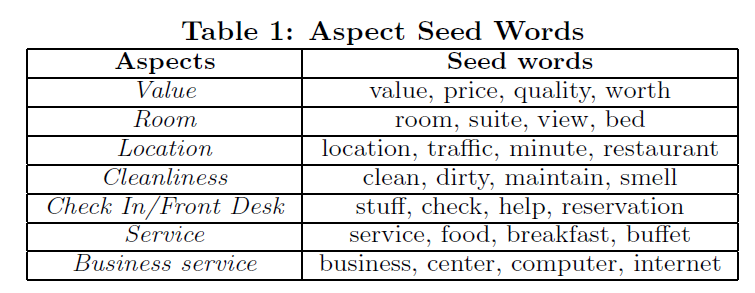 Table 1: Aspect Seed Words
Aspects Seed words
Value value, price, quality, worth
Room room, suite, view, bed
Location location, traffic, minute, restaurant
Cleanliness clean, dirty, maintain, smell
Check In/Front Desk stuff, check, help, reservation
Service service, food, breakfast, buffet
Business service business, center, computer, internet